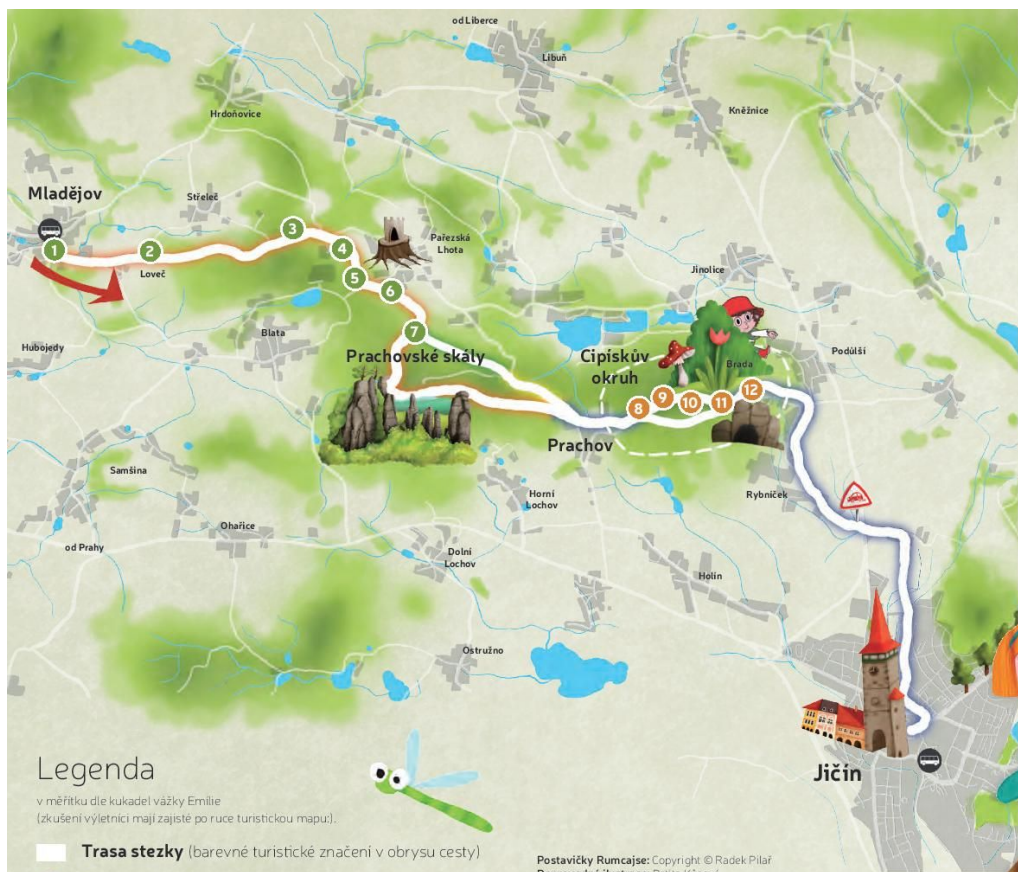 od Liberce
Libuň
Hrdoňovice
Kněžnice
Mladějov
Střeleč
1
2
3
4
5
6
7
Loveč
Pařezská
Lhota
Jinolice
Hubojedy
Blata
Prachovské skály
Cipískův
okruh
Brada
Podůlší
8
9
10
11
12
Prachov
Rybníček
Samšina
Horní
Lochov
Ohařice
od Prahy
Dolní
Lochov
Holín
Ostružno
Jičín
Legenda
v měřítku dle kukadel vážky Emílie
(zkušení výletníci mají zajisté po ruce turistickou mapu:).
Trasa stezky (barevné turistické značení v obrysu cesty)
Postavičky Rumcajse: Copyright © Radek Pilař